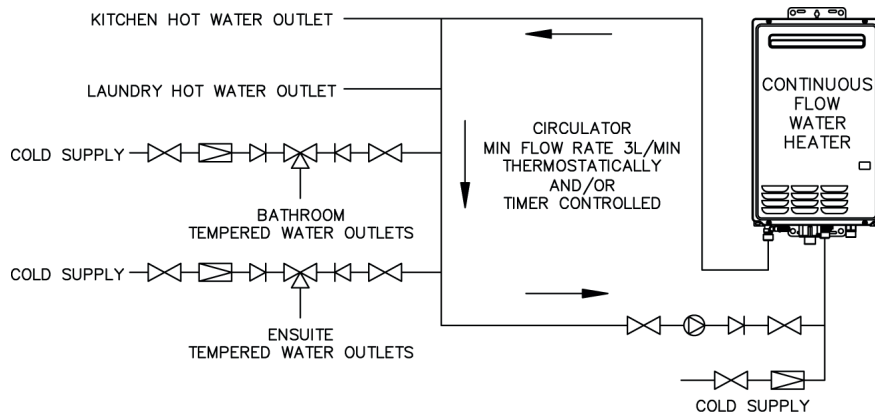 KITCHEN HOT WATER OUTLET
LAUNDRY HOT WATER OUTLET
COLD SUPPLY
BATHROOM
TEMPERED WATER OUTLETS
COLD SUPPLY
ENSUITE
TEMPERED WATER OUTLETS
CIRCULATOR
MIN FLOW RATE 3L/MIN
THERMOSTATICALLY
AND/OR
TIMER CONTROLLED
CONTINUOUS
FLOW
WATER
HEATER
COLD SUPPLY